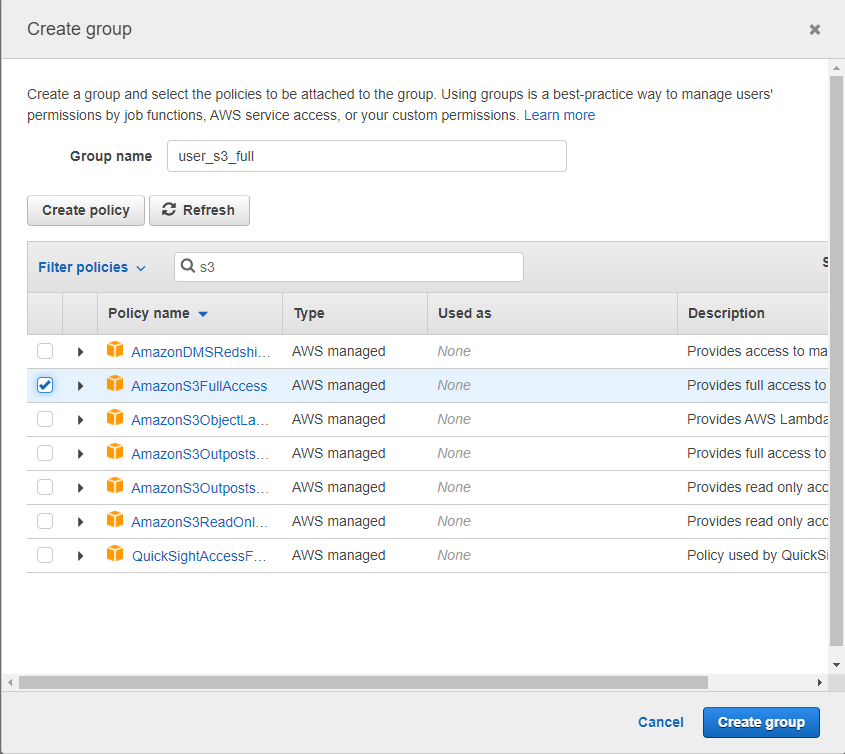 Create group
Create a group and select the policies to be attached to the group. Using groups is a best-practice way to manage users'
permissions by job functions, AWS service access, or your custom permissions. Learn more
Group name user_s3_full
Create policy Refresh
Filter policies s3 S
Policy name Type Used as Description
AmazonDMSRedshi... AWS managed None Provides access to ma
AmazonS3FullAccess AWS managed None Provides full access to
AmazonS3ObjectLa... AWS managed None Provides AWS Lambda
AmazonS3Outposts... AWS managed None Provides full access to
AmazonS3Outposts... AWS managed None Provides read only acc
AmazonS3ReadOnl... AWS managed None Provides read only acc
QuickSightAccessF... AWS managed None Policy used by QuickSi
Cancel Create group